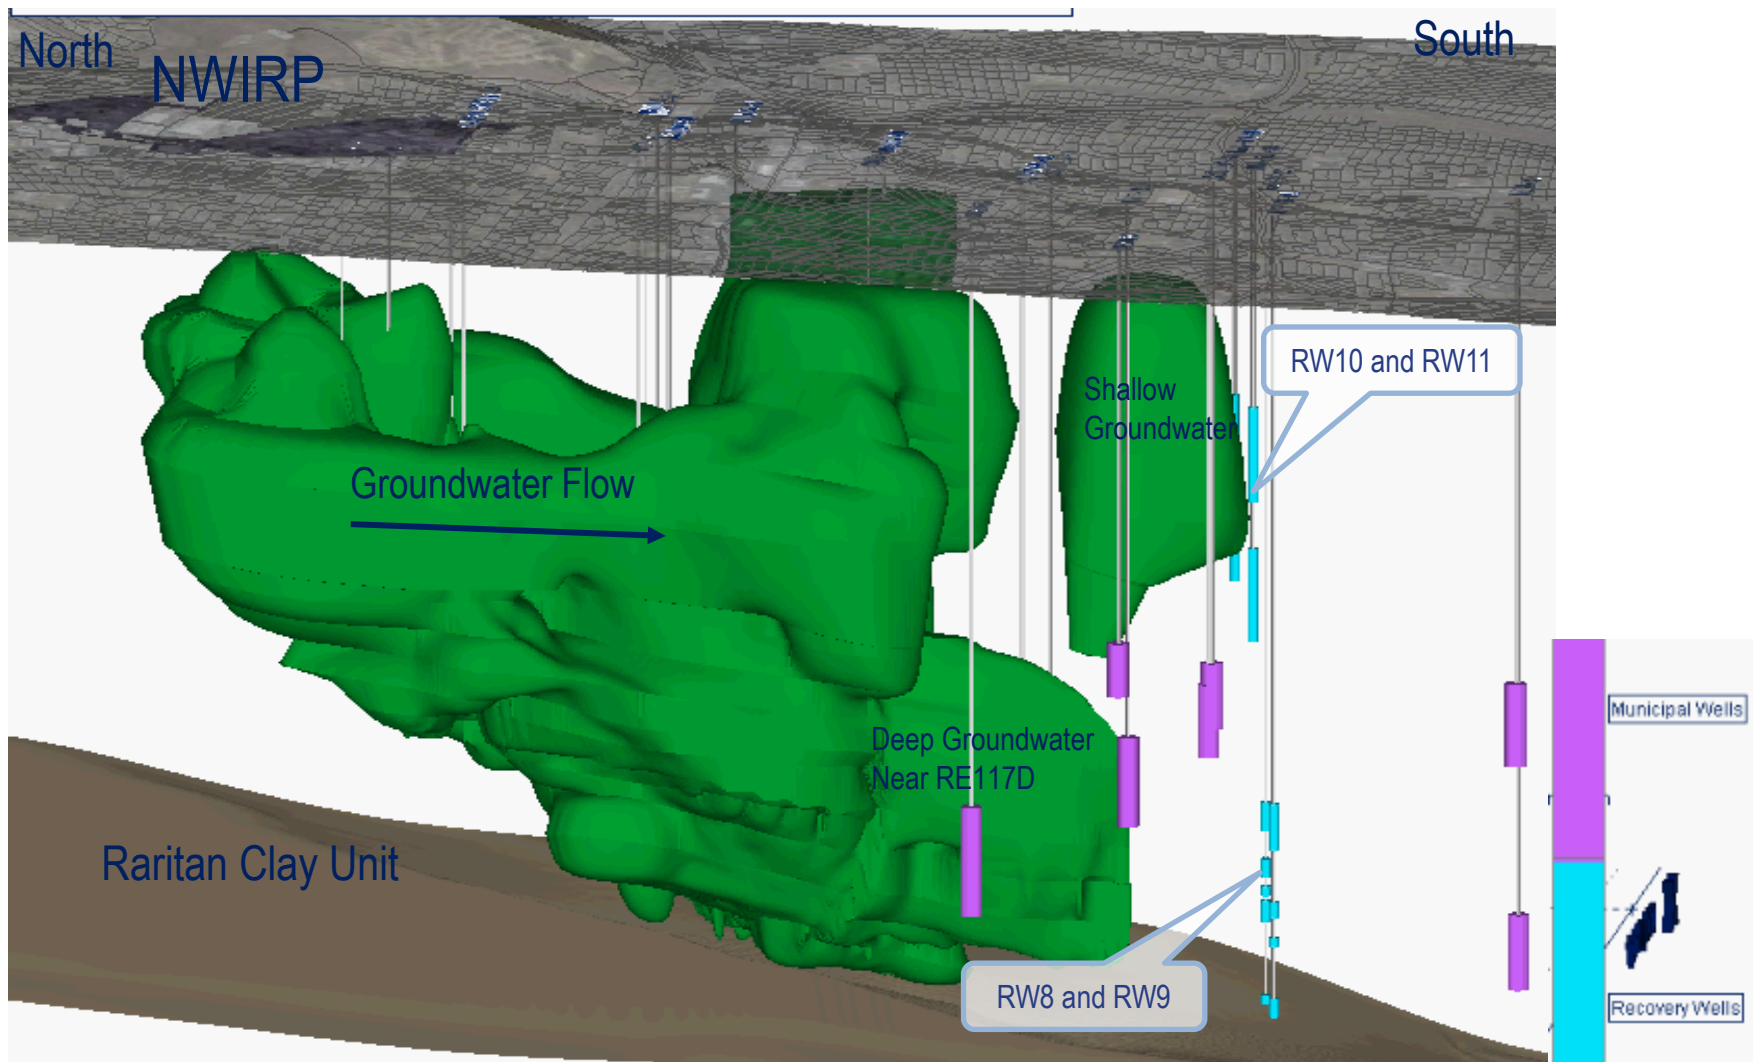 North
NWIRP
South
RW10 and RW11
Shallow
Groundwater
Groundwater Flow
Deep Groundwater
Near RE117D
Municipal Wells
Raritan Clay Unit
RW8 and RW9
Recovery Wells